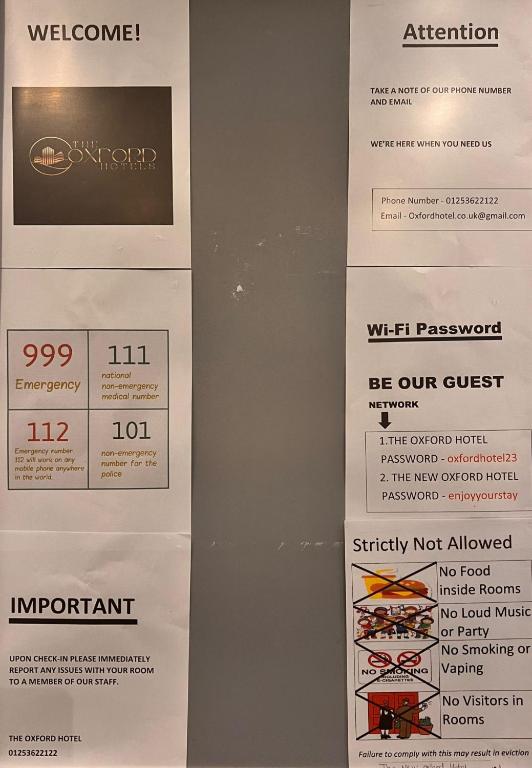 WELCOME!
THE
OXFORD
HOTELS
999
Emergency
111
national
non-emergency
medical number
112
Emergency number.
112 will work on any
mobile phone anywhere
in the world.
101
non-emergency
number for the
police
IMPORTANT
UPON CHECK-IN PLEASE IMMEDIATELY
REPORT ANY ISSUES WITH YOUR ROOM
TO A MEMBER OF OUR STAFF.
THE OXFORD HOTEL
01253622122
Attention
TAKE A NOTE OF OUR PHONE NUMBER
AND EMAIL
WE'RE HERE WHEN YOU NEED US
Phone Number - 01253622122
Email - Oxfordhotel.co.uk@gmail.com
Wi-Fi Password
BE OUR GUEST
NETWORK
1.THE OXFORD HOTEL
PASSWORD - oxfordhotel23
2. THE NEW OXFORD HOTEL
PASSWORD - enjoyyourstay
Strictly Not Allowed
No Food
inside Rooms
No Loud Music
or Party
NO SMOKING
INCLUDING
E-CIGARETTES
No Smoking or
Vaping
No Visitors in
Rooms
Failure to comply with this may result in eviction
The New Oxford Hotel